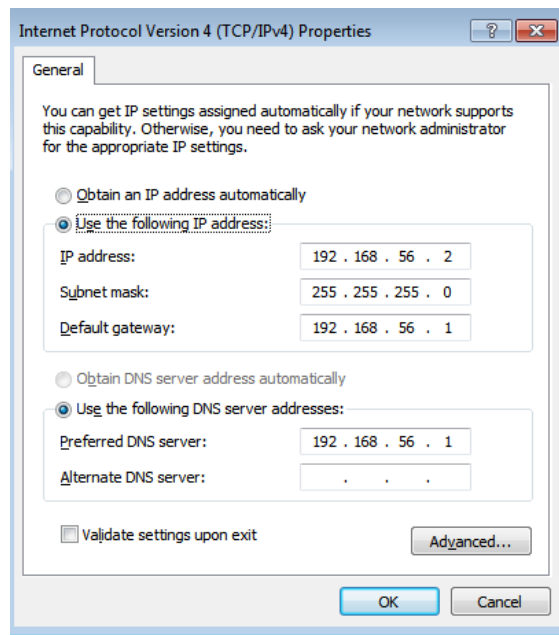 Internet Protocol Version 4 (TCP/IPv4) Properties
General
You can get IP settings assigned automatically if your network supports
this capability. Otherwise, you need to ask your network administrator
for the appropriate IP settings.
Obtain an IP address automatically
Use the following IP address:
IP address: 192 . 168 . 56 . 2
Subnet mask: 255 . 255 . 255 . 0
Default gateway: 192 . 168 . 56 . 1
Obtain DNS server address automatically
Use the following DNS server addresses:
Preferred DNS server: 192 . 168 . 56 . 1
Alternate DNS server: . . .
Validate settings upon exit
Advanced...
OK Cancel